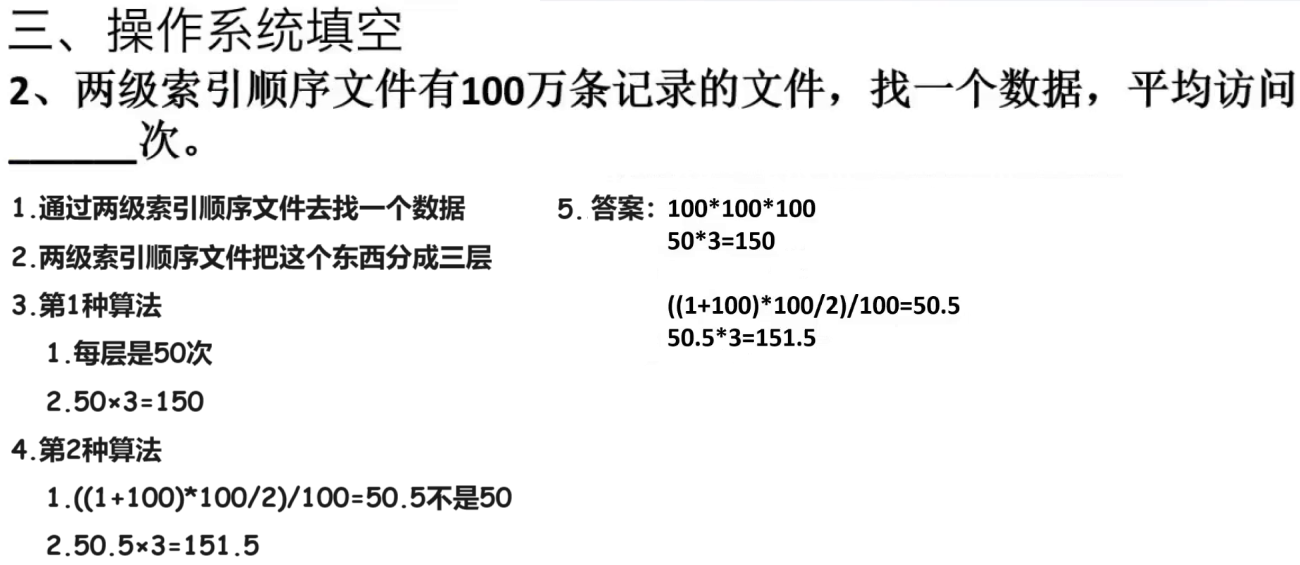 三、操作系统填空
2、两级索引顺序文件有100万条记录的文件，找一个数据，平均访问
______次。
1.通过两级索引顺序文件去找一个数据
2.两级索引顺序文件把这个东西分成三层
3.第1种算法
1.每层是50次
2.50×3=150
4.第2种算法
1.((1+100)*100/2)/100=50.5不是50
2.50.5×3=151.5
5.答案：100*100*100
50*3=150
((1+100)*100/2)/100=50.5
50.5*3=151.5